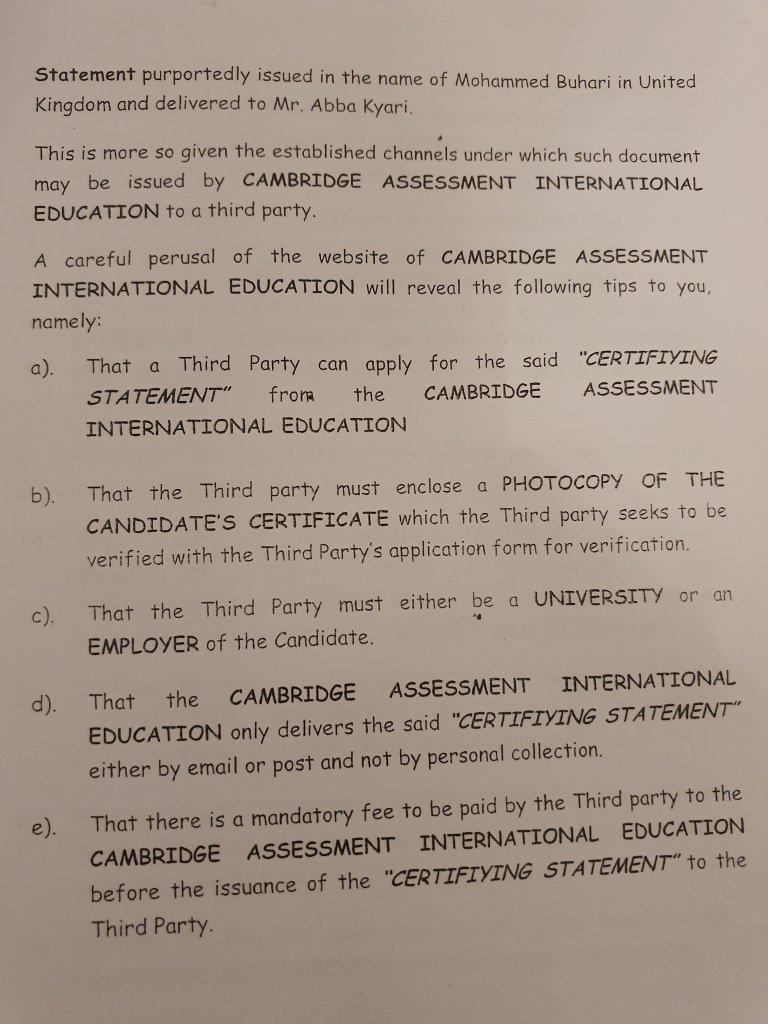 Statement purportedly issued in the name of Mohammed Buhari in United
Kingdom and delivered to Mr. Abba Kyari.
This is more so given the established channels under which such document
may be issued by CAMBRIDGE ASSESSMENT INTERNATIONAL
EDUCATION to a third party.
A careful perusal of the website of CAMBRIDGE ASSESSMENT
INTERNATIONAL EDUCATION will reveal the following tips to you,
namely:
a). That a Third Party can apply for the said "CERTIFIYING
STATEMENT" from the CAMBRIDGE ASSESSMENT
INTERNATIONAL EDUCATION
b). That the Third party must enclose a PHOTOCOPY OF THE
CANDIDATE'S CERTIFICATE which the Third party seeks to be
verified with the Third Party's application form for verification.
c). That the Third Party must either be a UNIVERSITY or an
EMPLOYER of the Candidate.
d). That the CAMBRIDGE ASSESSMENT INTERNATIONAL
EDUCATION only delivers the said "CERTIFIYING STATEMENT"
either by email or post and not by personal collection.
e). That there is a mandatory fee to be paid by the Third party to the
CAMBRIDGE ASSESSMENT INTERNATIONAL EDUCATION
before the issuance of the "CERTIFIYING STATEMENT" to the
Third Party.